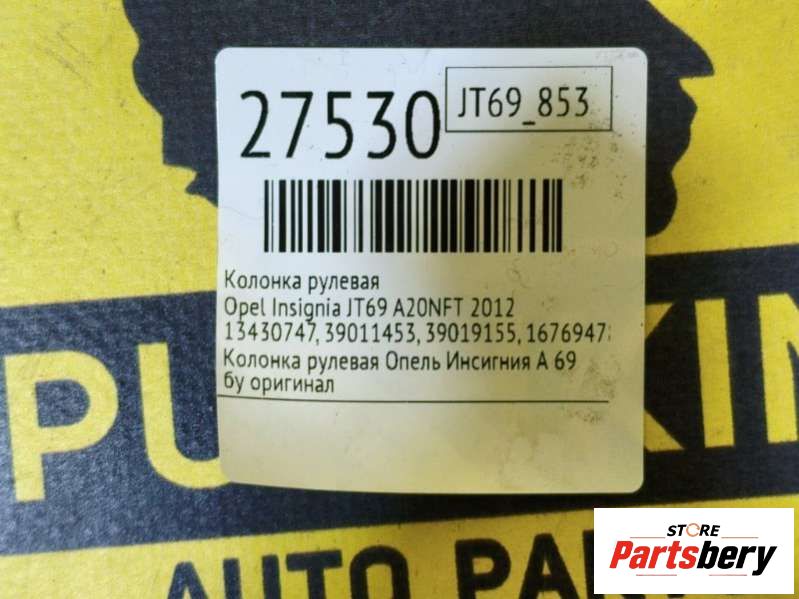 27530
JT69_853
Колонка рулевая
Opel Insignia JT69 A20NFT 2012
13430747, 39011453, 39019155, 1676947
Колонка рулевая Опель Инсигния А 69
бу оригинал
AUTO
STORE
Partsbery